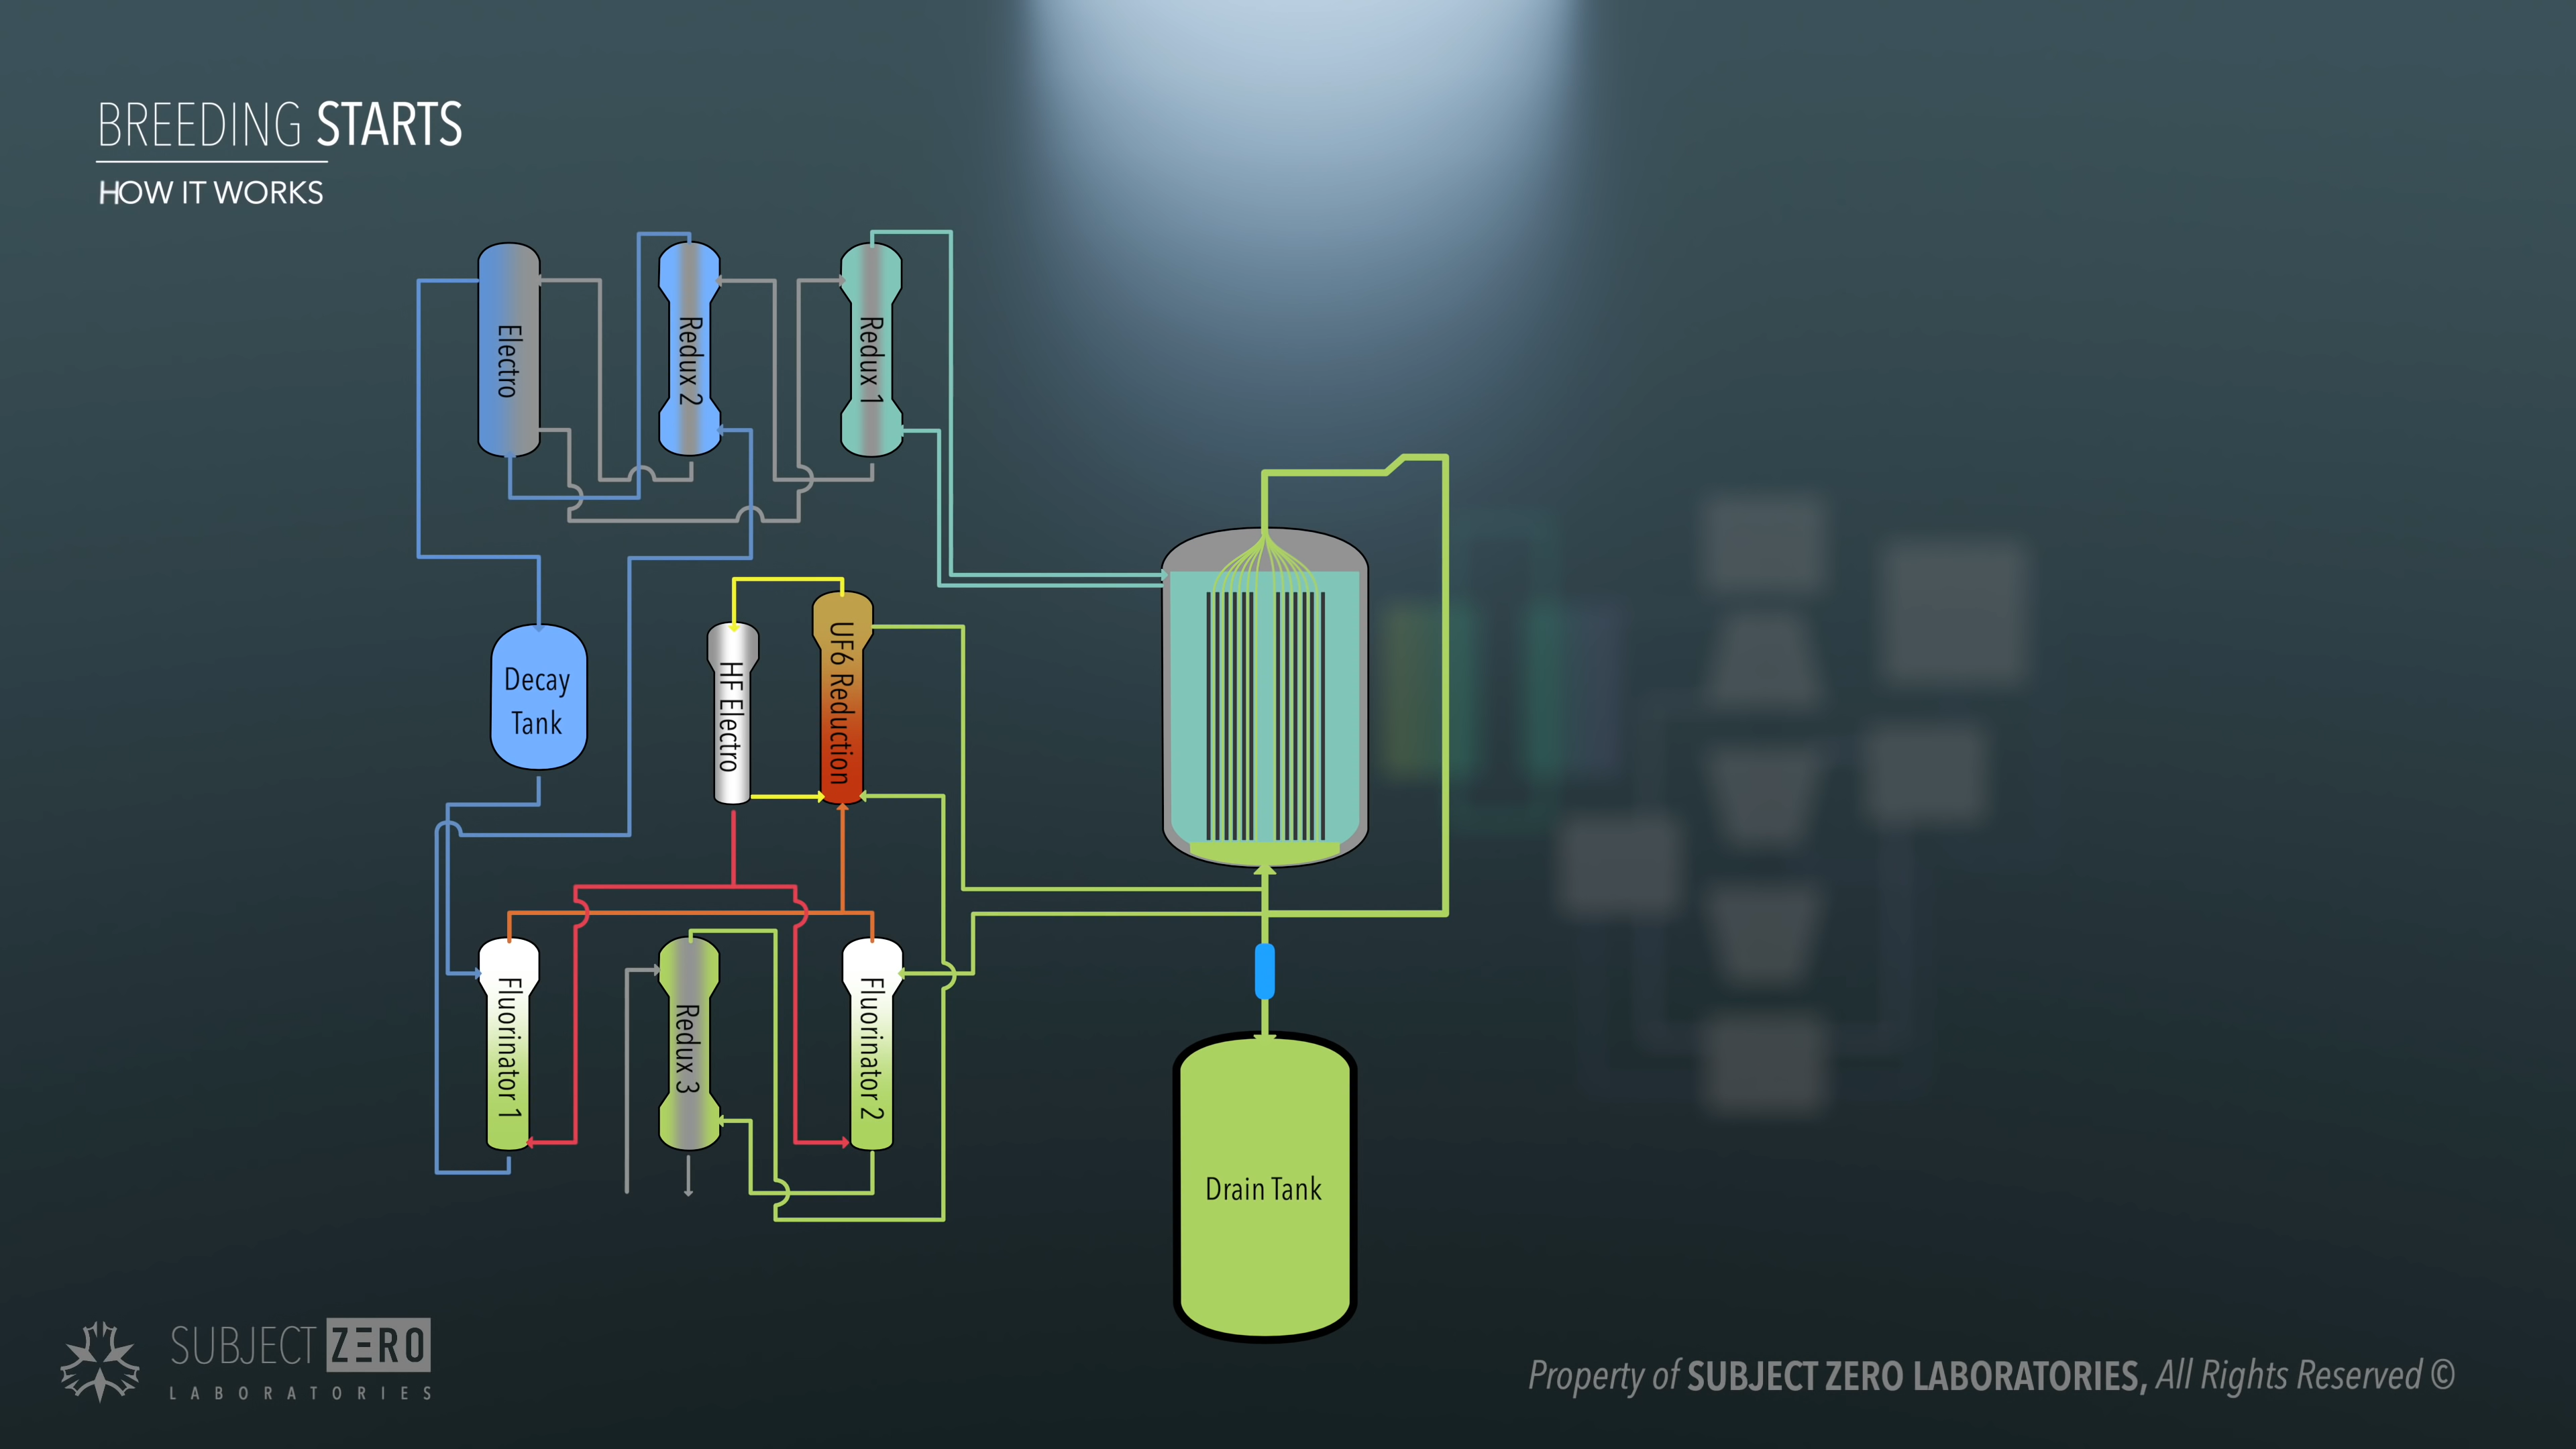 BREEDING STARTS
HOW IT WORKS
Electro
Redux 2
Redux 1
Decay
Tank
HF Electro
UF6 Reduction
Fluorinator 1
Redux 3
Fluorinator 2
Drain Tank
SUBJECT ZERO
LABORATORIES
Property of SUBJECT ZERO LABORATORIES, All Rights Reserved ©